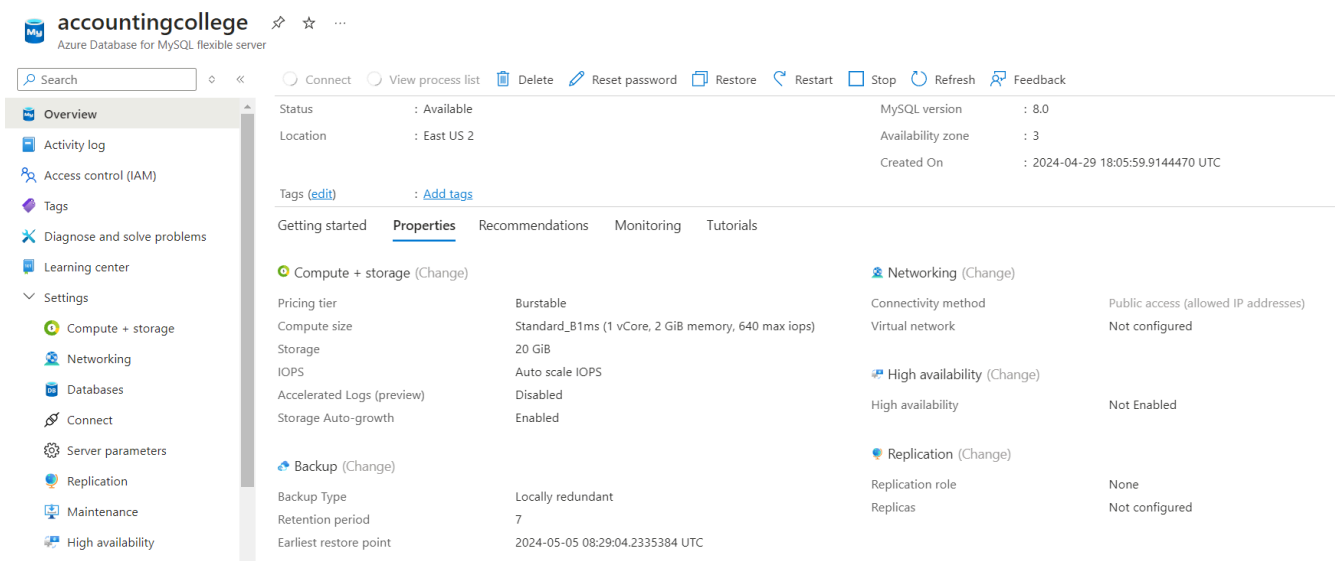 accountingcollege
Azure Database for MySQL flexible server
Search
Overview
Activity log
Access control (IAM)
Tags
Diagnose and solve problems
Learning center
Settings
Compute + storage
Networking
Databases
Connect
Server parameters
Replication
Maintenance
High availability
Connect View process list Delete Reset password Restore Restart Stop Refresh Feedback
Status : Available
Location : East US 2
Tags (edit) : Add tags
MySQL version : 8.0
Availability zone : 3
Created On : 2024-04-29 18:05:59.9144470 UTC
Getting started Properties Recommendations Monitoring Tutorials
Compute + storage (Change)
Pricing tier Burstable
Compute size Standard_B1ms (1 vCore, 2 GiB memory, 640 max iops)
Storage 20 GiB
IOPS Auto scale IOPS
Accelerated Logs (preview) Disabled
Storage Auto-growth Enabled
Backup (Change)
Backup Type Locally redundant
Retention period 7
Earliest restore point 2024-05-05 08:29:04.2335384 UTC
Networking (Change)
Connectivity method Public access (allowed IP addresses)
Virtual network Not configured
High availability (Change)
High availability Not Enabled
Replication (Change)
Replication role None
Replicas Not configured